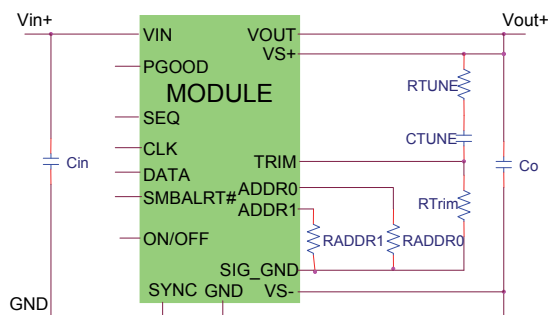 Vin+
Vout+
VIN
VOUT
VS+
PGOOD
RTUNE
MODULE
SEQ
CTUNE
CLK
Cin
TRIM
Co
DATA
ADDR0
SMBALRT#
RTrim
ADDR1
ON/OFF
RADDR1
RADDR0
SIG_GND
SYNC
GND
VS-
GND